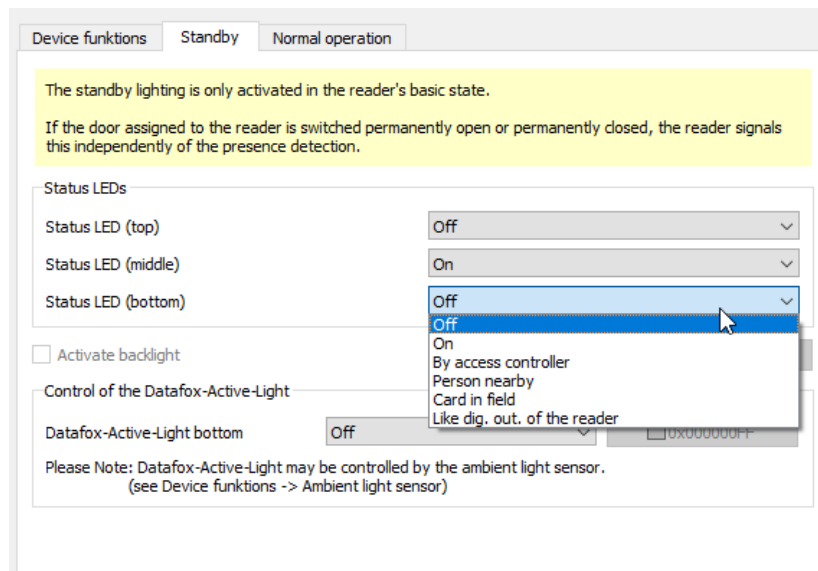 Device funktions
Standby
Normal operation
The standby lighting is only activated in the reader's basic state.
If the door assigned to the reader is switched permanently open or permanently closed, the reader signals
this independently of the presence detection.
Status LEDs
Status LED (top)
Off
Status LED (middle)
On
Status LED (bottom)
Off
Off
On
By access controller
Person nearby
Card in field
Like dig. out. of the reader
Activate backlight
Control of the Datafox-Active-Light
Datafox-Active-Light bottom
Off
0x000000FF
Please Note: Datafox-Active-Light may be controlled by the ambient light sensor.
(see Device funktions -> Ambient light sensor)